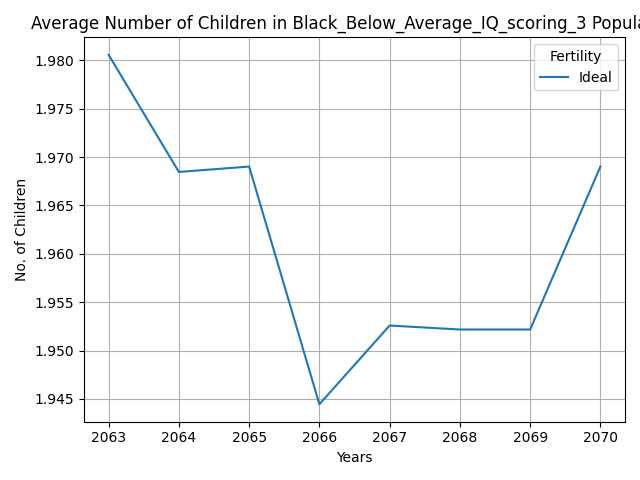 Average Number of Children in Black_Below_Average_IQ_scoring_3 Popula
Fertility
Ideal
1.980
1.975
1.970
1.965
1.960
1.955
1.950
1.945
No. of Children
2063 2064 2065 2066 2067 2068 2069 2070
Years